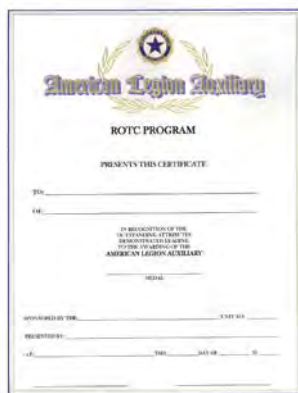 American Legion Auxiliary
ROTC PROGRAM
PRESENTS THIS CERTIFICATE
TO:
OF:
IN RECOGNITION OF THE
OUTSTANDING ATTRIBUTES
DEMONSTRATED LEADING
TO THE AWARDING OF THE
AMERICAN LEGION AUXILIARY
MEDAL
SPONSORED BY THE UNIT NO.
PRESENTED BY
THIS DAY OF